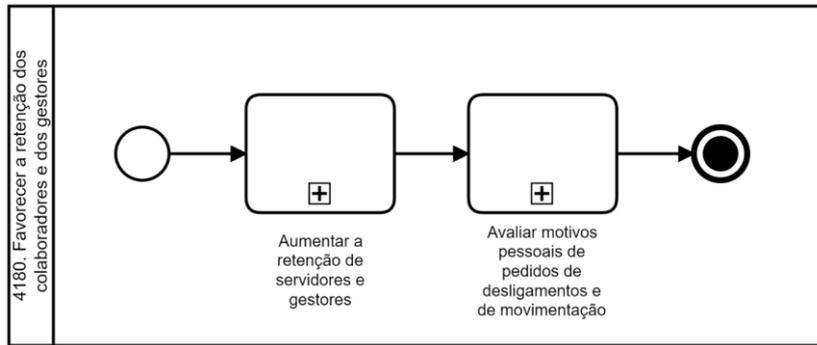 4180. Favorecer a retenção dos
colaboradores e dos gestores
Aumentar a
retenção de
servidores e
gestores
Avaliar motivos
pessoais de
pedidos de
desligamentos e
de movimentação